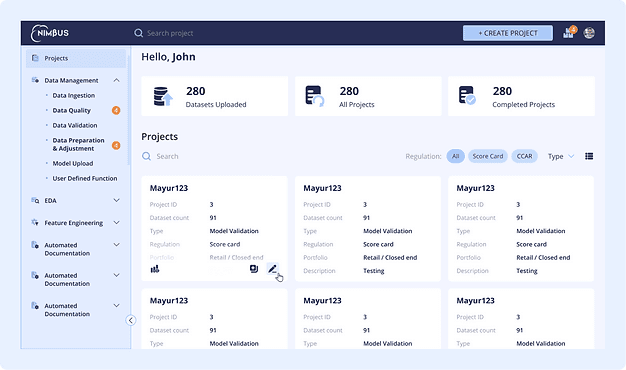 NIMBUS
Search project
+ CREATE PROJECT
4
Projects
Data Management
Data Ingestion
Data Quality
4
Data Validation
Data Preparation
& Adjustment
4
Model Upload
User Defined Function
EDA
Feature Engineering
Automated
Documentation
Automated
Documentation
Automated
Documentation
Hello, John
280
Datasets Uploaded
280
All Projects
280
Completed Projects
Projects
Search
Regulation:
All
Score Card
CCAR
Type
Mayur123
Project ID 3
Dataset count 91
Type Model Validation
Regulation Score card
Portfolio Retail / Closed end
Mayur123
Project ID 3
Dataset count 91
Type Model Validation
Regulation Score card
Portfolio Retail / Closed end
Description Testing
Mayur123
Project ID 3
Dataset count 91
Type Model Validation
Regulation Score card
Portfolio Retail / Closed end
Description Testing
Mayur123
Project ID 3
Dataset count 91
Type Model Validation
Mayur123
Project ID 3
Dataset count 91
Type Model Validation
Mayur123
Project ID 3
Dataset count 91
Type Model Validation